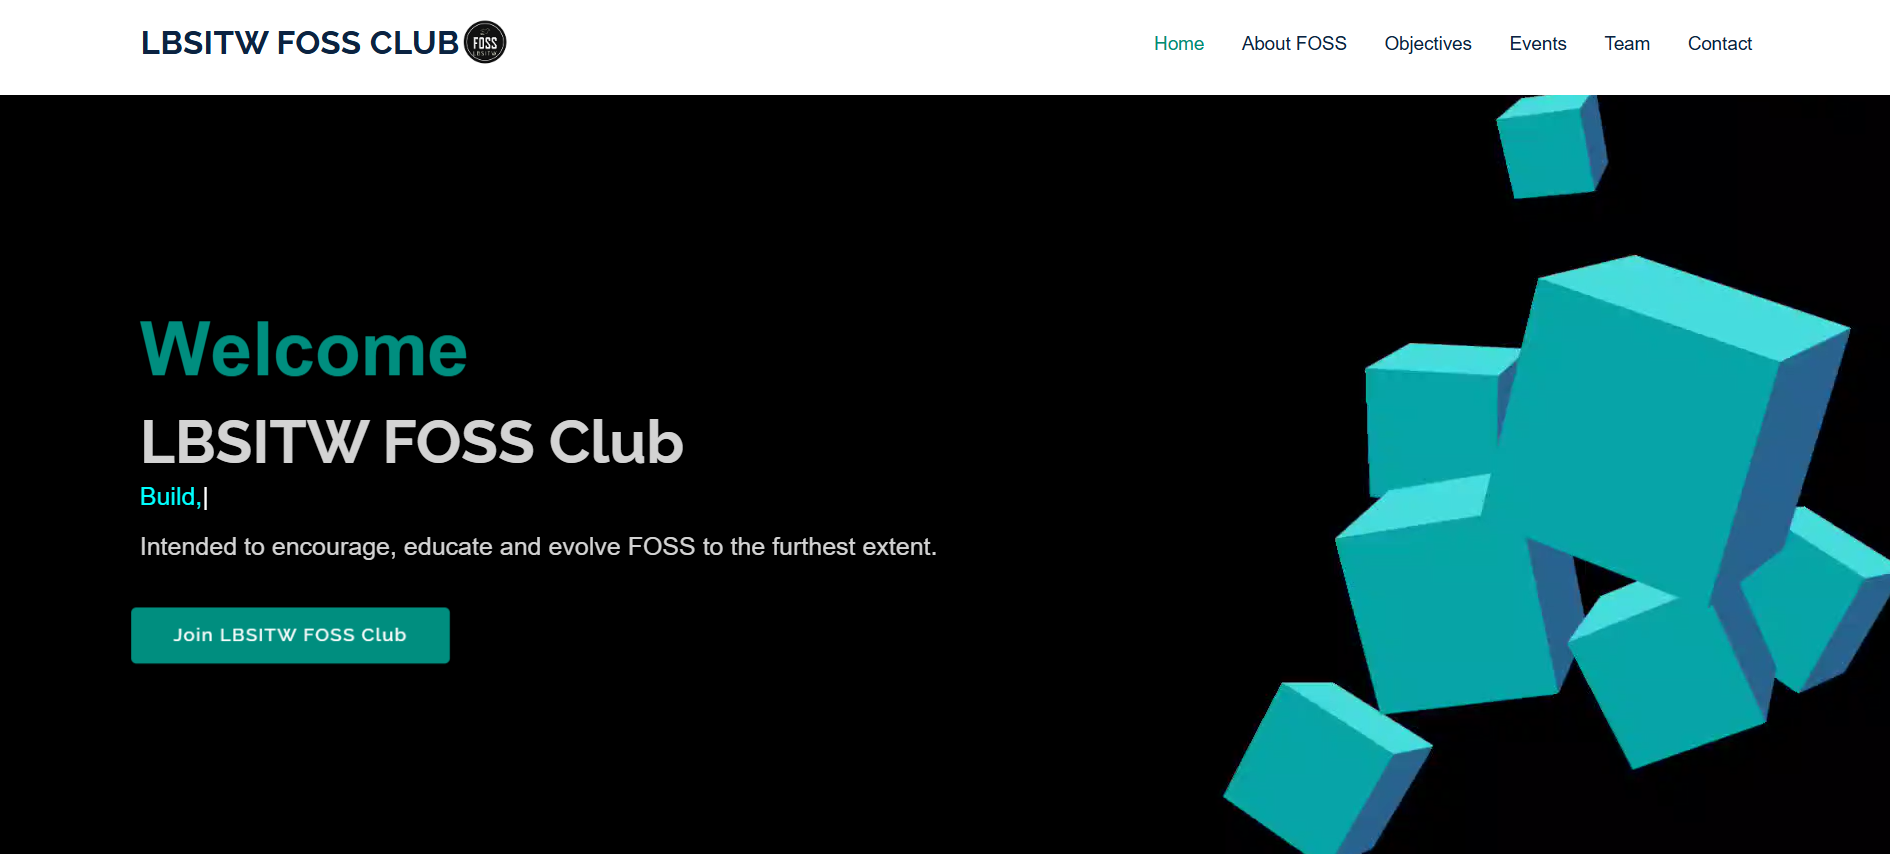 LBSITW FOSS CLUB
FOSS
LBSITW
Home About FOSS Objectives Events Team Contact
Welcome
LBSITW FOSS Club
Build,|
Intended to encourage, educate and evolve FOSS to the furthest extent.
Join LBSITW FOSS Club